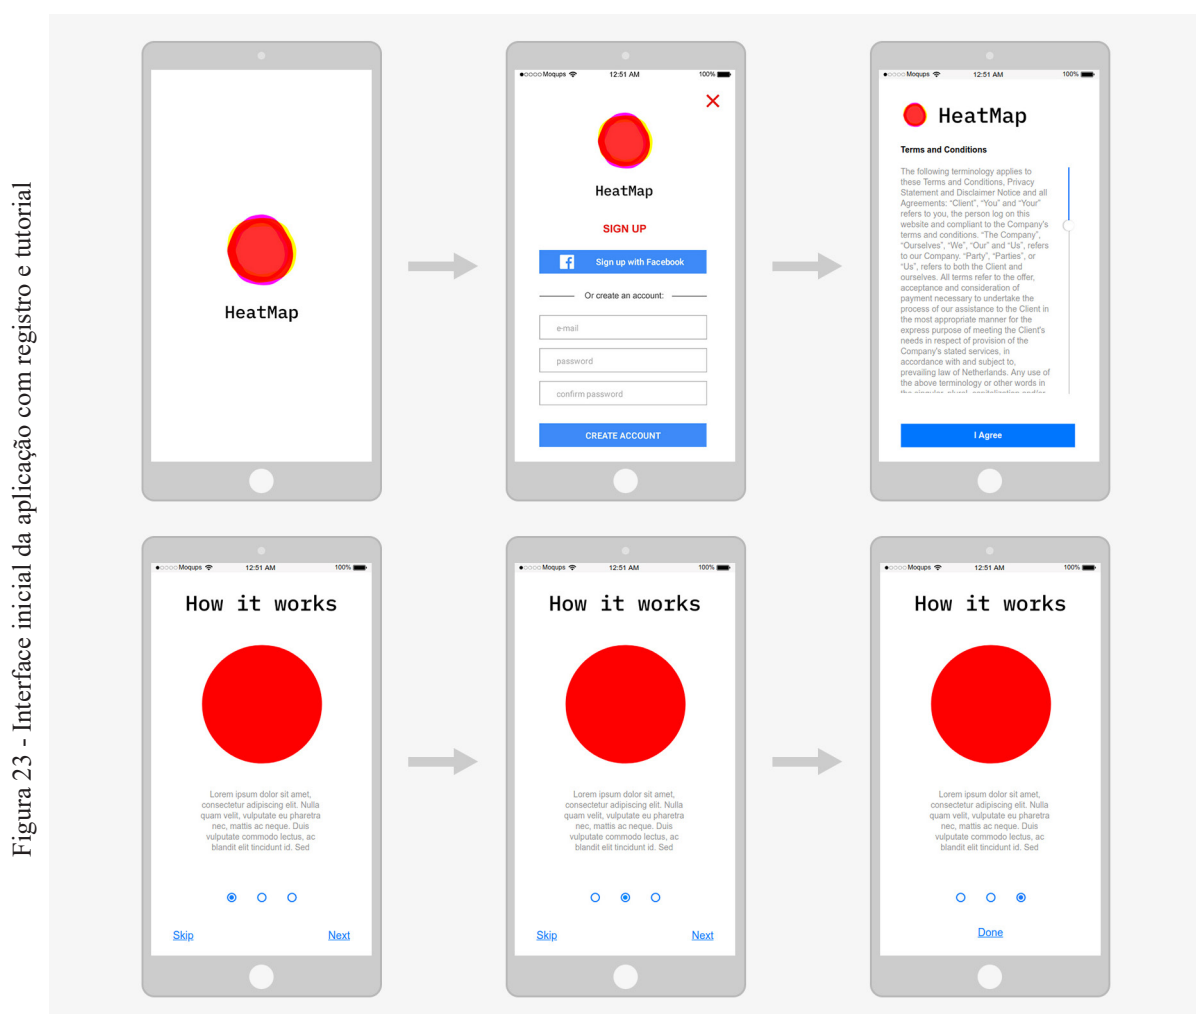 Figura 23 - Interface inicial da aplicação com registro e tutorial
HeatMap
Moqups 12:51 AM 100%
HeatMap
SIGN UP
Sign up with Facebook
Or create an account:
e-mail
password
confirm password
CREATE ACCOUNT
Moqups 12:51 AM 100%
HeatMap
Terms and Conditions
The following terminology applies to
these Terms and Conditions, Privacy
Statement and Disclaimer Notice and all
Agreements: “Client”, “You” and “Your”
refers to you, the person log on this
website and compliant to the Company's
terms and conditions. “The Company”,
“Ourselves”, “We”, “Our” and “Us”, refers
to our Company. “Party”, “Parties”, or
“Us”, refers to both the Client and
ourselves. All terms refer to the offer,
acceptance and consideration of
payment necessary to undertake the
process of our assistance to the Client in
the most appropriate manner for the
express purpose of meeting the Client's
needs in respect of provision of the
Company's stated services, in
accordance with and subject to,
prevailing law of Netherlands. Any use of
the above terminology or other words in
I Agree
Moqups 12:51 AM 100%
How it works
Lorem ipsum dolor sit amet,
consectetur adipiscing elit. Nulla
quam velit, vulputate eu pharetra
nec, mattis ac neque. Duis
vulputate commodo lectus, ac
blandit elit tincidunt id. Sed
Skip
Next
Moqups 12:51 AM 100%
How it works
Lorem ipsum dolor sit amet,
consectetur adipiscing elit. Nulla
quam velit, vulputate eu pharetra
nec, mattis ac neque. Duis
vulputate commodo lectus, ac
blandit elit tincidunt id. Sed
Skip
Next
Moqups 12:51 AM 100%
How it works
Lorem ipsum dolor sit amet,
consectetur adipiscing elit. Nulla
quam velit, vulputate eu pharetra
nec, mattis ac neque. Duis
vulputate commodo lectus, ac
blandit elit tincidunt id. Sed
Done